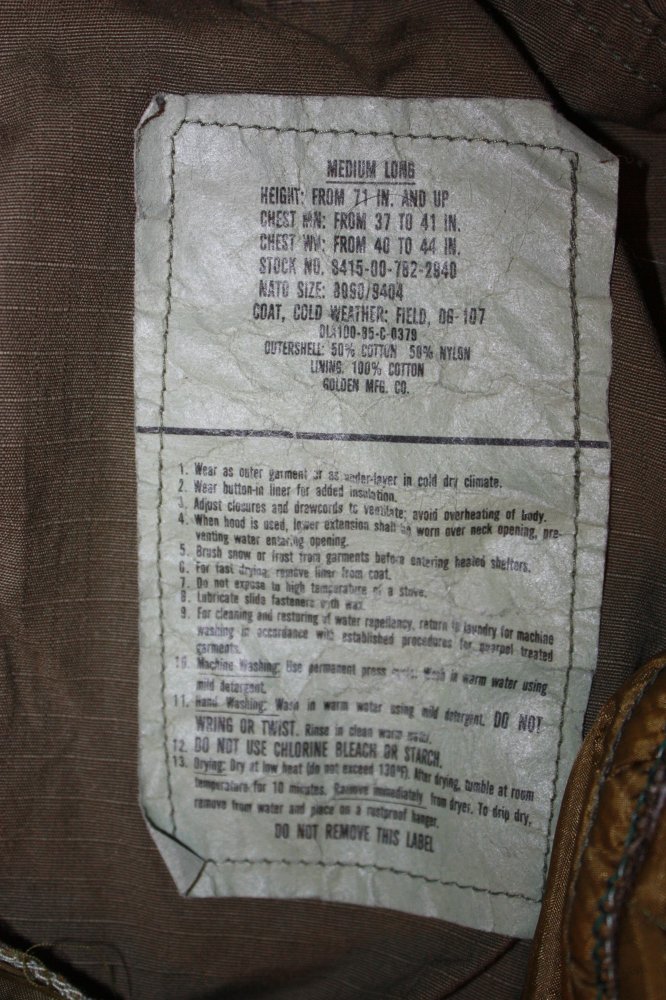 MEDIUM LONG
HEIGHT: FROM 71 IN. AND UP
CHEST MN: FROM 37 TO 41 IN.
CHEST WN: FROM 40 TO 44 IN.
STOCK NO. 8415-00-782-2940
NATO SIZE: /9404
COAT, COLD WEATHER: FIELD, OG-107
DLA100-85-C-0379
OUTERSHELL: 50% COTTON 50% NYLON
LINING: 100% COTTON
GOLDEN MFG. CO.
1. Wear as outer garment or as under-layer in cold dry climate.
2. Wear button-in liner for added insulation.
3. Adjust closures and drawcords to ventilate; avoid overheating of body.
4. When hood is used, lower extension shall be worn over neck opening, pre-
venting water entering opening.
5. Brush snow or frost from garments before entering heated shelters.
6. For fast drying, remove liner from coat.
7. Do not expose to high temperature of a stove.
8. Lubricate slide fasteners with wax.
9. For cleaning and restoring of water repellency, return to laundry for machine
washing in accordance with established procedures for quarpel treated
garments.
10. Machine Washing: Use permanent press cycle. Wash in warm water using
mild detergent.
11. Hand Washing: Wash in warm water using mild detergent. DO NOT
WRING OR TWIST. Rinse in clean warm water.
12. DO NOT USE CHLORINE BLEACH OR STARCH.
13. Drying: Dry at low heat (do not exceed 130°F). After drying, tumble at room
temperature for 10 minutes. Remove immediately from dryer. To drip dry,
remove from water and place on a rustproof hanger.
DO NOT REMOVE THIS LABEL